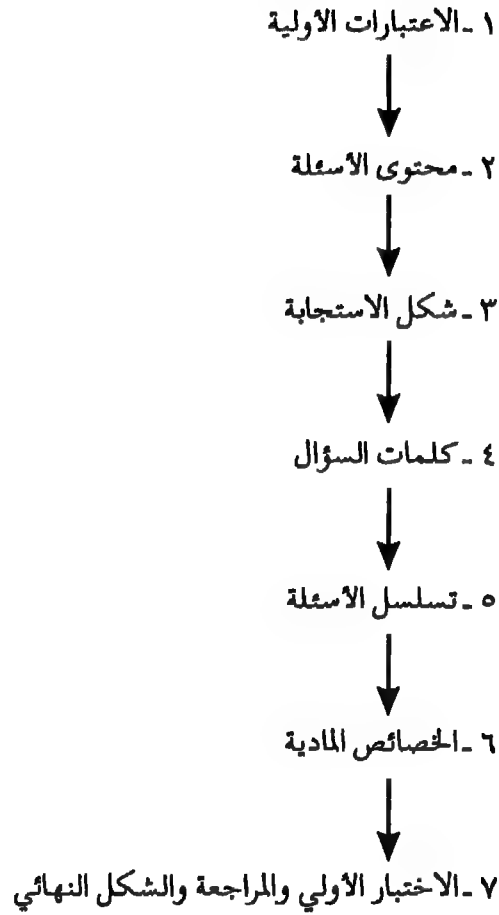 ١ - الاعتبارات الأولية
٢ - محتوى الأسئلة
٣ - شكل الاستجابة
٤ - كلمات السؤال
٥ - تسلسل الأسئلة
٦ - الخصائص المادية
٧ - الاختبار الأولي والمراجعة والشكل النهائي